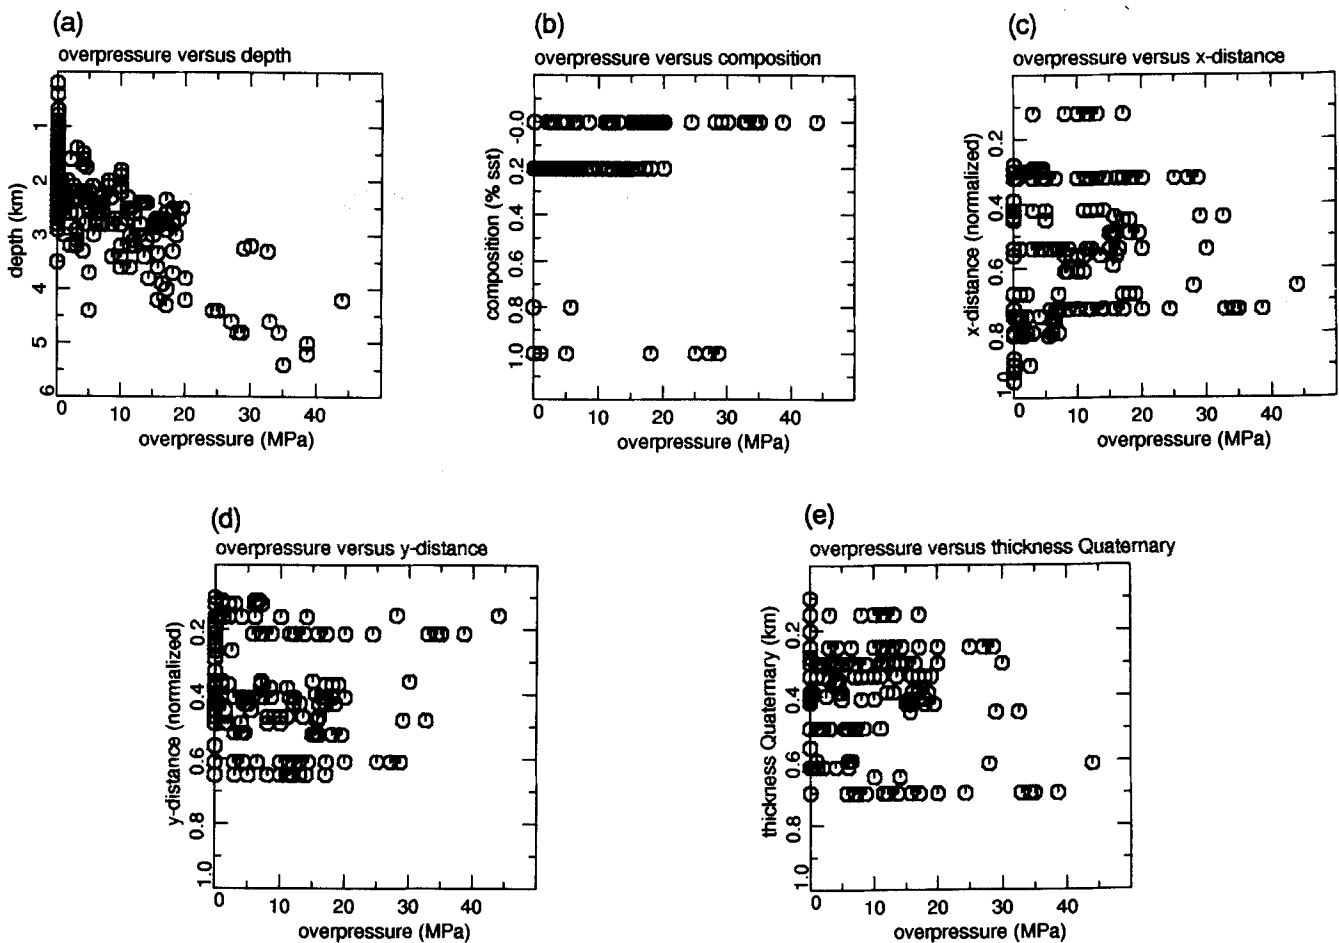 (a)
overpressure versus depth
depth (km)
1
2
3
4
5
6
0 10 20 30 40
overpressure (MPa)
(b)
overpressure versus composition
composition (% sst)
-0.0
0.2
0.4
0.6
0.8
1.0
0 10 20 30 40
overpressure (MPa)
(c)
overpressure versus x-distance
x-distance (normalized)
0.2
0.4
0.6
0.8
1
0 10 20 30 40
overpressure (MPa)
(d)
overpressure versus y-distance
y-distance (normalized)
0.2
0.4
0.6
0.8
1.0
0 10 20 30 40
overpressure (MPa)
(e)
overpressure versus thickness Quaternary
thickness Quaternary (km)
0.2
0.4
0.6
0.8
1.0
0 10 20 30 40
overpressure (MPa)